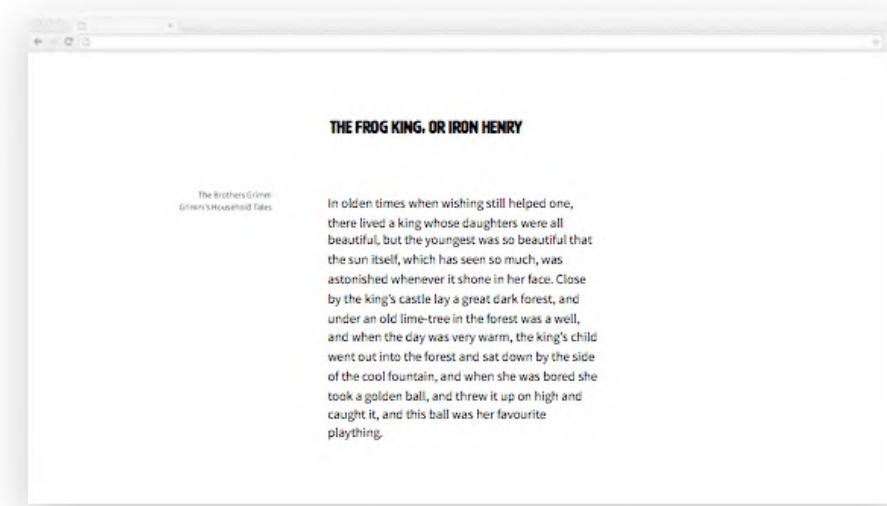 THE FROG KING, OR IRON HENRY
The Brothers Grimm
Grimm's Household Tales
In olden times when wishing still helped one,
there lived a king whose daughters were all
beautiful, but the youngest was so beautiful that
the sun itself, which has seen so much, was
astonished whenever it shone in her face. Close
by the king's castle lay a great dark forest, and
under an old lime-tree in the forest was a well,
and when the day was very warm, the king's child
went out into the forest and sat down by the side
of the cool fountain, and when she was bored she
took a golden ball, and threw it up on high and
caught it, and this ball was her favourite
plaything.